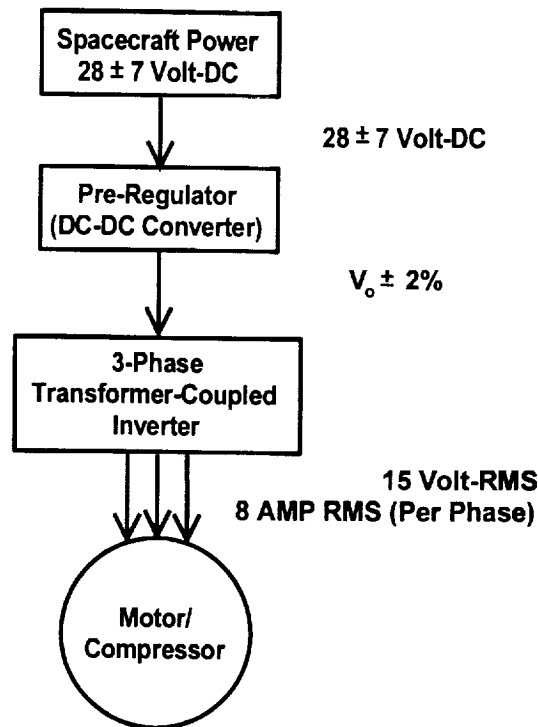 Spacecraft Power
28 ± 7 Volt-DC
28 ± 7 Volt-DC
Pre-Regulator
(DC-DC Converter)
Vₒ ± 2%
3-Phase
Transformer-Coupled
Inverter
15 Volt-RMS
8 AMP RMS (Per Phase)
Motor/
Compressor